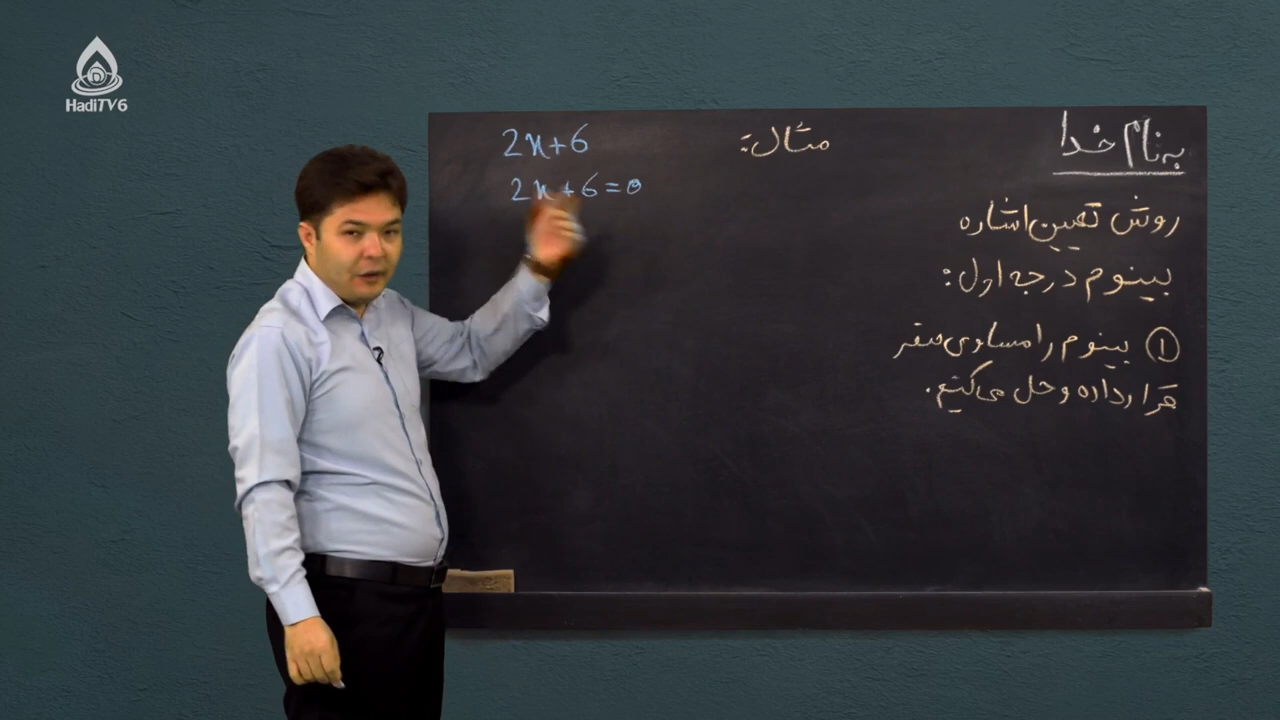 HadiTV6
به نام خدا
روش تعیین اشاره
بینوم درجه اول:
① بینوم را مساوی صفر
قرار داده و حل می‌کنیم.
مثال:
2x+6
2x+6=0